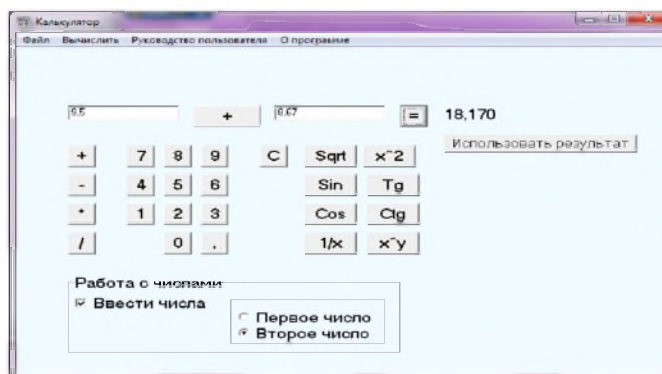 Калькулятор
Файл Вычислить Руководство пользователя О программе
9,5 + 8,67 = 18,170
Использовать результат
+ 7 8 9 C Sqrt x^2
- 4 5 6 Sin Tg
* 1 2 3 Cos Ctg
/ 0 , 1/x x^y
Работа с числами
Ввести числа
Первое число
Второе число